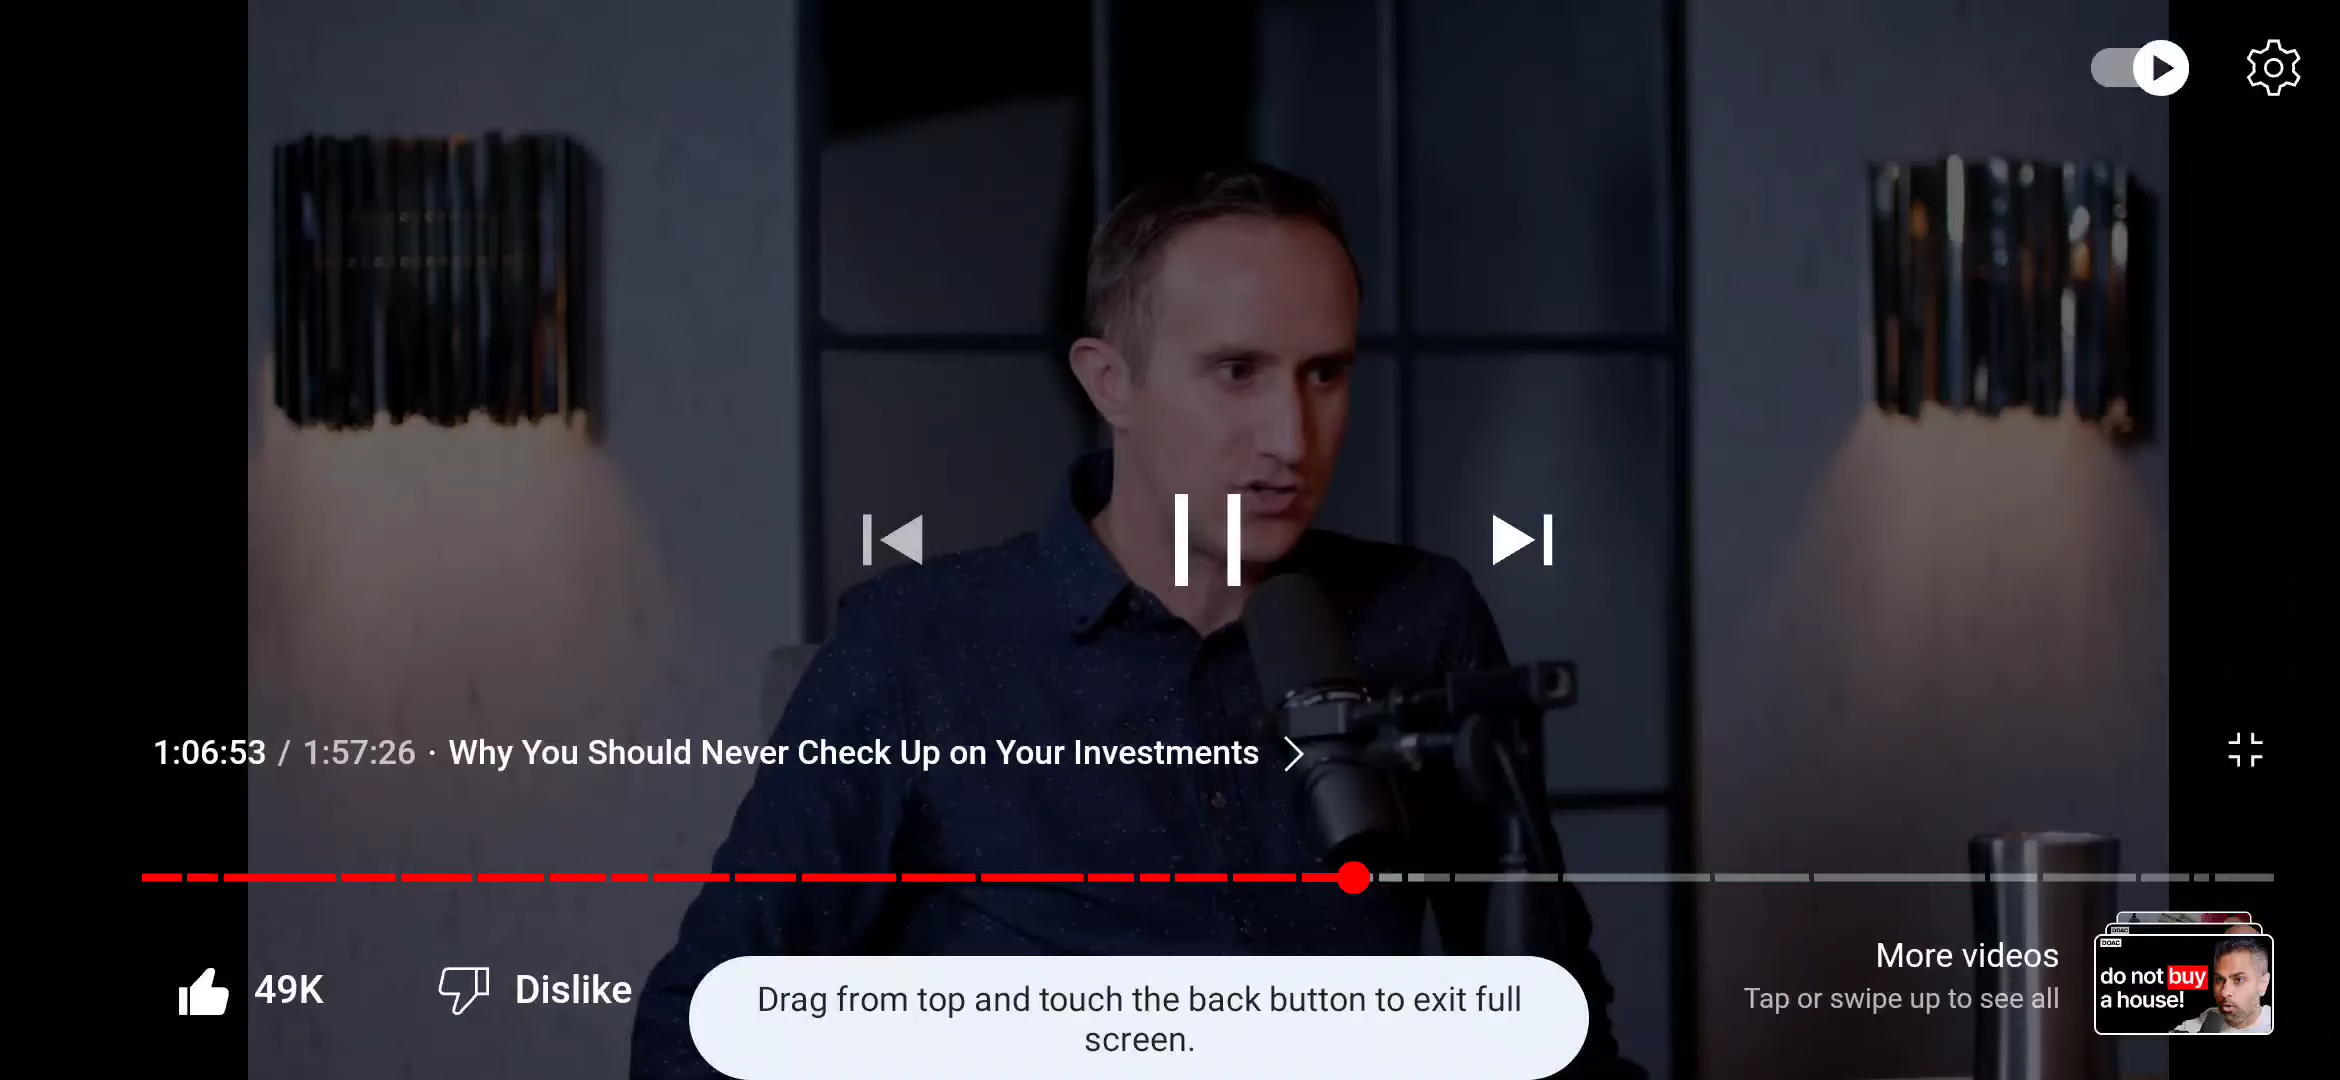 1:06:53 / 1:57:26 · Why You Should Never Check Up on Your Investments
49K
Dislike
Drag from top and touch the back button to exit full
screen.
More videos
Tap or swipe up to see all
DOAC
DOAC
do not buy
a house!